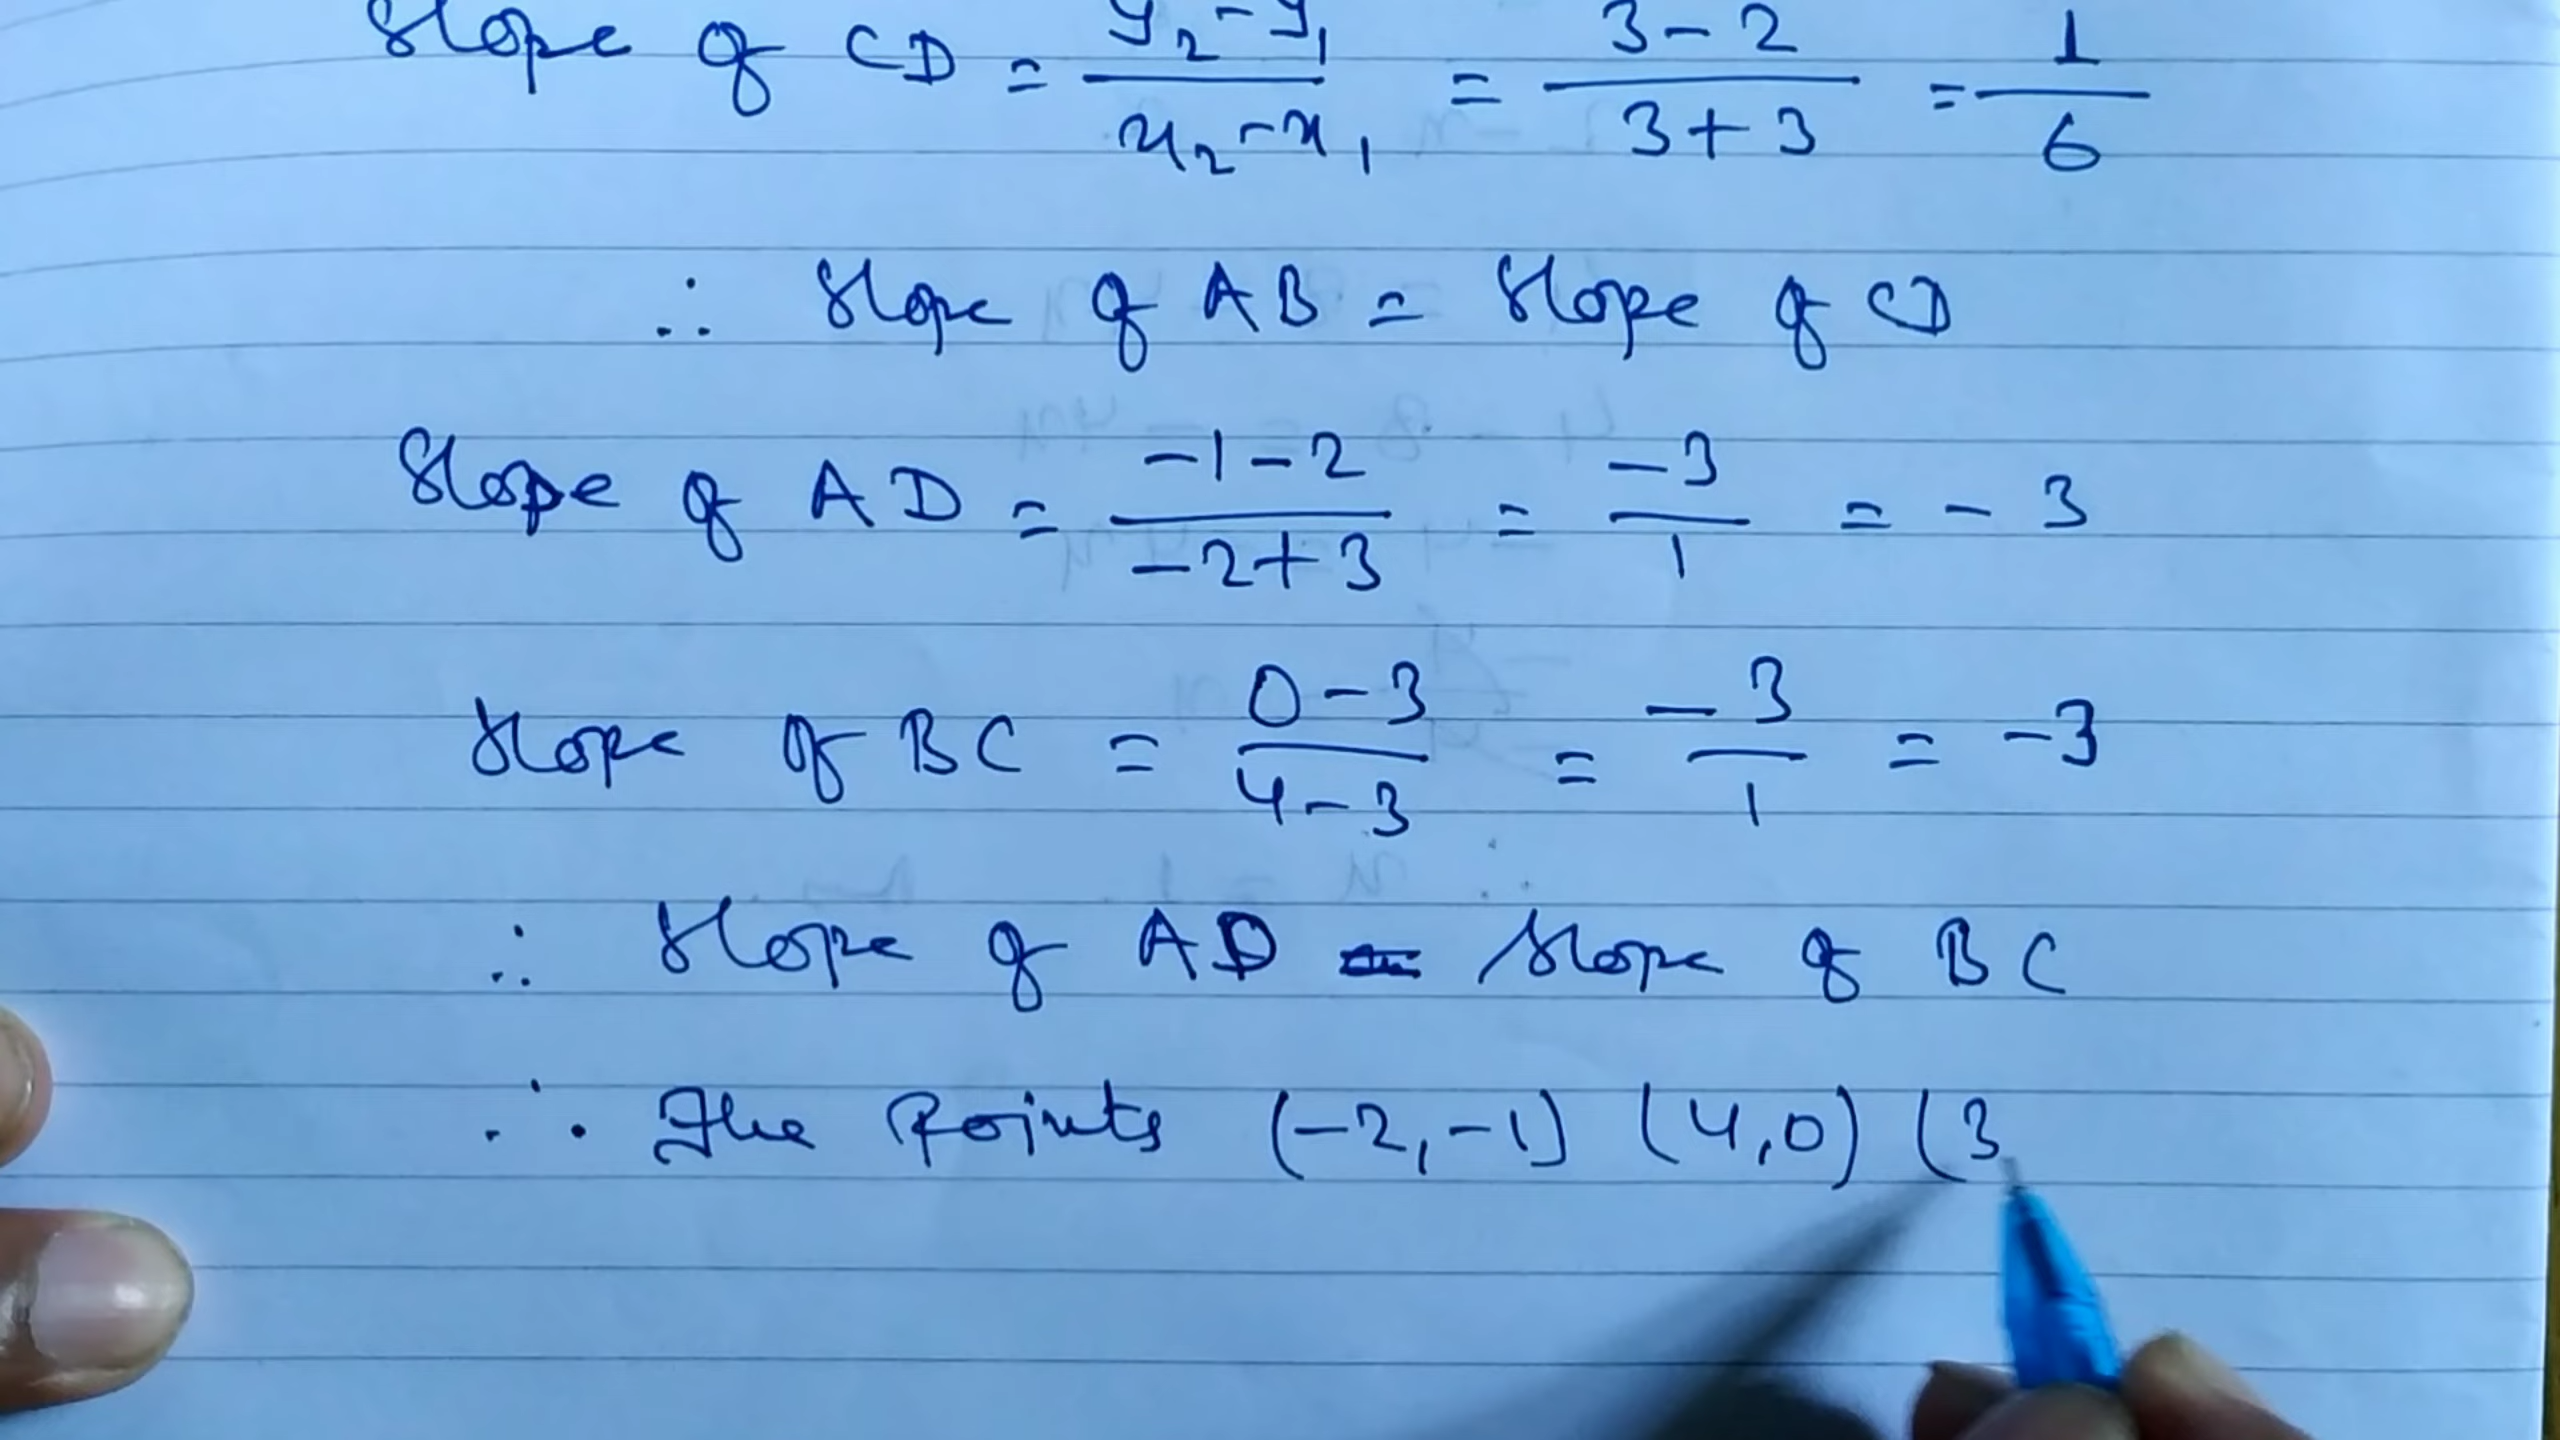 Slope of CD = y₂-y₁/x₂-x₁ = 3-2/3+3 = 1/6
∴ Slope of AB = Slope of CD
Slope of AD = -1-2/-2+3 = -3/1 = -3
Slope of BC = 0-3/4-3 = -3/1 = -3
∴ Slope of AD = Slope of BC
∴ The Points (-2,-1) (4,0) (3